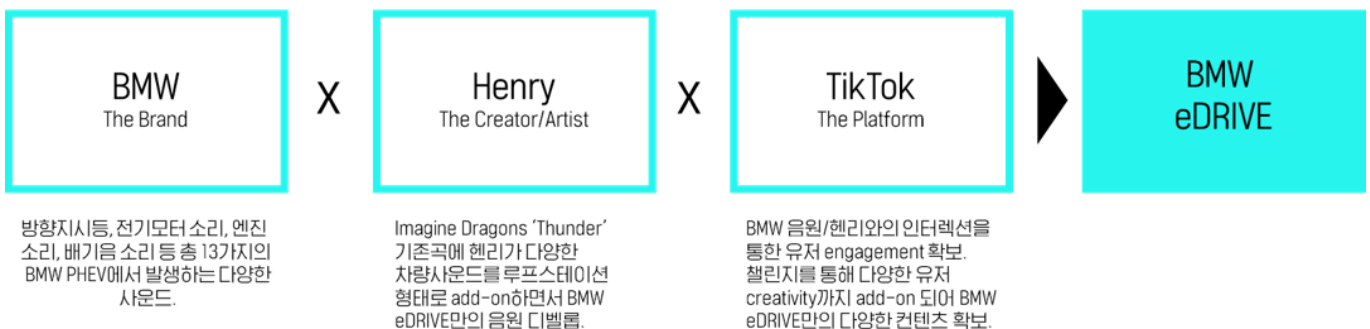 BMW
The Brand
X
Henry
The Creator/Artist
X
TikTok
The Platform
BMW
eDRIVE
방향지시등, 전기모터 소리, 엔진
소리, 배기음 소리 등 총 13가지의
BMW PHEV에서 발생하는 다양한
사운드.
Imagine Dragons ‘Thunder’
기존곡에 헨리가 다양한
차량사운드를 루프스테이션
형태로 add-on하면서 BMW
eDRIVE만의 음원 디벨롭.
BMW 음원/헨리와의 인터렉션을
통한 유저 engagement 확보.
챌린지를 통해 다양한 유저
creativity까지 add-on 되어 BMW
eDRIVE만의 다양한 컨텐츠 확보.